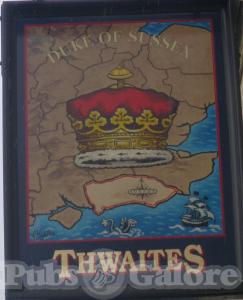 DUKE OF SUSSEX
THWAITES
Pubs Galore